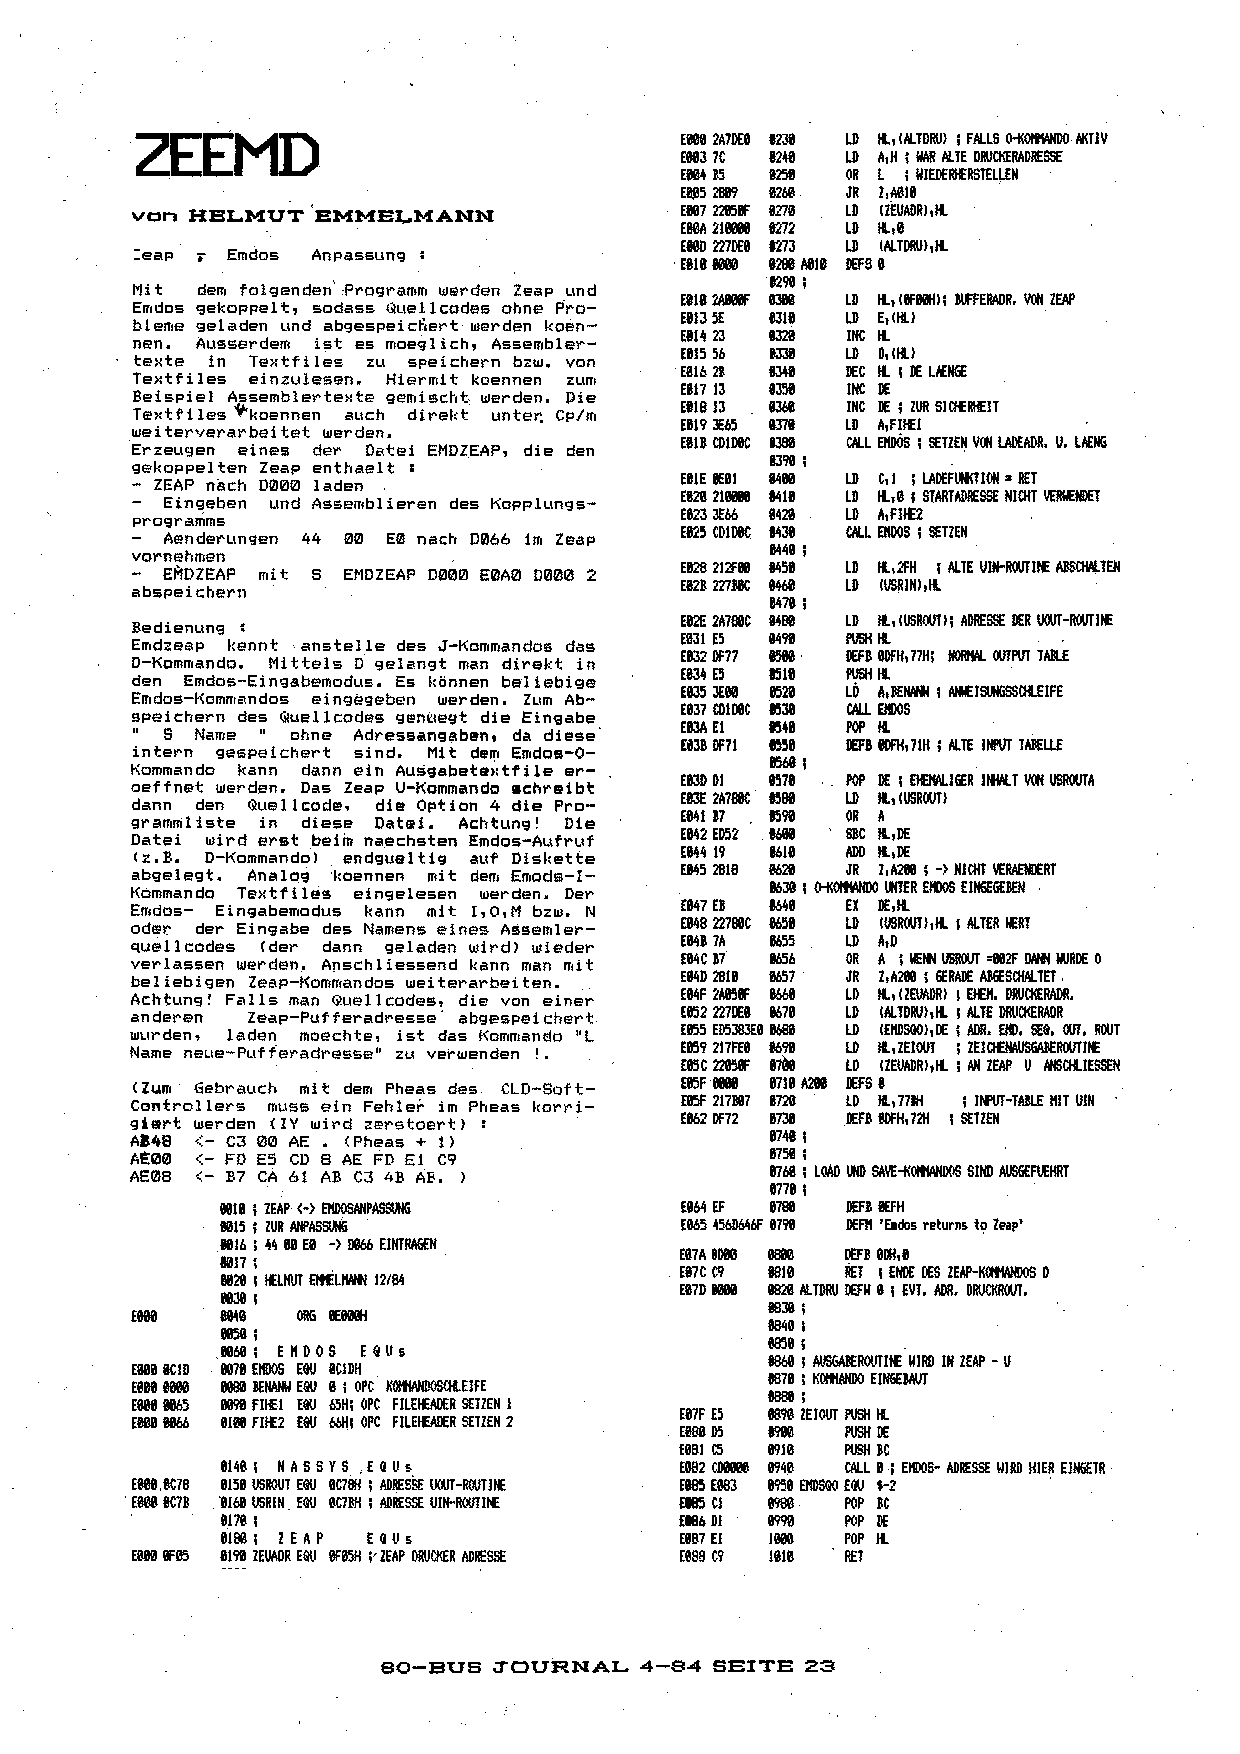 ZEEMD
von HELMUT EMMELMANN
Zeap - Emdos Anpassung :
Mit dem folgenden Programm werden Zeap und
Emdos gekoppelt, sodass Quellcodes ohne Pro-
bleme geladen und abgespeichert werden koen-
nen. Ausserdem ist es moeglich, Assembler-
texte in Textfiles zu speichern bzw. von
Textfiles einzulesen. Hiermit koennen zum
Beispiel Assemblertexte gemischt werden. Die
Textfiles koennen auch direkt unter Cp/m
weiterverarbeitet werden.
Erzeugen eines der Datei EMDZEAP, die den
gekoppelten Zeap enthaelt :
- ZEAP nach D000 laden
- Eingeben und Assemblieren des Kopplungs-
programms
- Aenderungen 44 00 E0 nach D066 im Zeap
vornehmen
- EMDZEAP mit S EMDZEAP D000 E0A0 D000 2
abspeichern
Bedienung :
Emdzeap kennt anstelle des J-Kommandos das
D-Kommando. Mittels D gelangt man direkt in
den Emdos-Eingabemodus. Es können beliebige
Emdos-Kommandos eingegeben werden. Zum Ab-
speichern des Quellcodes genuegt die Eingabe
" S Name " ohne Adressangaben, da diese
intern gespeichert sind. Mit dem Emdos-O-
Kommando kann dann ein Ausgabetextfile er-
oeffnet werden. Das Zeap U-Kommando schreibt
dann den Quellcode, die Option 4 die Pro-
grammliste in diese Datei. Achtung! Die
Datei wird erst beim naechsten Emdos-Aufruf
(z.B. D-Kommando) endgueltig auf Diskette
abgelegt. Analog koennen mit dem Emods-I-
Kommando Textfiles eingelesen werden. Der
Emdos- Eingabemodus kann mit I,O,M bzw. N
oder der Eingabe des Namens eines Assemler-
quellcodes (der dann geladen wird) wieder
verlassen werden. Anschliessend kann man mit
beliebigen Zeap-Kommandos weiterarbeiten.
Achtung! Falls man Quellcodes, die von einer
anderen Zeap-Pufferadresse abgespeichert
wurden, laden moechte, ist das Kommando "L
Name neue-Pufferadresse" zu verwenden !.
(Zum Gebrauch mit dem Pheas des CLD-Soft-
Controllers muss ein Fehler im Pheas korri-
giert werden (IY wird zerstoert) :
AB48 <- C3 00 AE . (Pheas + 1)
AE00 <- FD E5 CD 8 AE FD E1 C9
AE08 <- B7 CA 61 AB C3 4B AB. )
0010 ; ZEAP <-> EMDOSANPASSUNG
0015 ; ZUR ANPASSUNG
0016 ; 44 00 E0 -> D066 EINTRAGEN
0017 ;
0020 ; HELMUT EMMELMANN 12/84
0030 ;
E000 0040 ORG 0E000H
0050 ;
0060 ; E M D O S E Q U s
E000 0C1D 0070 EMDOS EQU 0C1DH
E000 0000 0080 BENANW EQU 0 ; OPC KOMMANDOSCHLEIFE
E000 0065 0090 FIHE1 EQU 65H; OPC FILEHEADER SETZEN 1
E000 0066 0100 FIHE2 EQU 66H; OPC FILEHEADER SETZEN 2
0140 ; N A S S Y S E Q U s
E000 0C78 0150 USROUT EQU 0C78H ; ADRESSE UOUT-ROUTINE
E000 0C7B 0160 USRIN EQU 0C7BH ; ADRESSE UIN-ROUTINE
0170 ;
0180 ; Z E A P E Q U s
E000 0F05 0190 ZEUADR EQU 0F05H ; ZEAP DRUCKER ADRESSE
E000 2A7DE0 0230 LD HL,(ALTDRU) ; FALLS O-KOMMANDO AKTIV
E003 7C 0240 LD A,H ; WAR ALTE DRUCKERADRESSE
E004 B5 0250 OR L ; WIEDERHERSTELLEN
E005 2809 0260 JR Z,A010
E007 22050F 0270 LD (ZEUADR),HL
E00A 210000 0272 LD HL,0
E00D 227DE0 0273 LD (ALTDRU),HL
E010 0000 0280 A010 DEFS 0
0290 ;
E010 2A000F 0300 LD HL,(0F00H); BUFFERADR. VON ZEAP
E013 5E 0310 LD E,(HL)
E014 23 0320 INC HL
E015 56 0330 LD D,(HL)
E016 2B 0340 DEC HL ; DE LAENGE
E017 13 0350 INC DE
E018 13 0360 INC DE ; ZUR SICHERHEIT
E019 3E65 0370 LD A,FIHE1
E01B CD1D0C 0380 CALL EMDOS ; SETZEN VON LADEADR. U. LAENG
0390 ;
E01E 0E01 0400 LD C,1 ; LADEFUNKTION = RET
E020 210000 0410 LD HL,0 ; STARTADRESSE NICHT VERWENDET
E023 3E66 0420 LD A,FIHE2
E025 CD1D0C 0430 CALL EMDOS ; SETZEN
0440 ;
E028 212F00 0450 LD HL,2FH ; ALTE UIN-ROUTINE ABSCHALTEN
E02B 227B0C 0460 LD (USRIN),HL
0470 ;
E02E 2A780C 0480 LD HL,(USROUT); ADRESSE DER UOUT-ROUTINE
E031 E5 0490 PUSH HL
E032 DF77 0500 DEFB 0DFH,77H; NORMAL OUTPUT TABLE
E034 E5 0510 PUSH HL
E035 3E00 0520 LD A,BENANW ; ANWEISUNGSSCHLEIFE
E037 CD1D0C 0530 CALL EMDOS
E03A E1 0540 POP HL
E03B DF71 0550 DEFB 0DFH,71H ; ALTE INPUT TABELLE
0560 ;
E03D D1 0570 POP DE ; EHEMALIGER INHALT VON USROUTA
E03E 2A780C 0580 LD HL,(USROUT)
E041 B7 0590 OR A
E042 ED52 0600 SBC HL,DE
E044 19 0610 ADD HL,DE
E045 2818 0620 JR Z,A200 ; -> NICHT VERAENDERT
0630 ; O-KOMMANDO UNTER EMDOS EINGEGEBEN
E047 EB 0640 EX DE,HL
E048 22780C 0650 LD (USROUT),HL ; ALTER WERT
E04B 7A 0655 LD A,D
E04C B7 0656 OR A ; WENN USROUT =002F DANN WURDE O
E04D 2810 0657 JR Z,A200 ; GERADE ABGESCHALTET
E04F 2A050F 0660 LD HL,(ZEUADR) ; EHEM. DRUCKERADR.
E052 227DE0 0670 LD (ALTDRU),HL ; ALTE DRUCKERADR
E055 ED5383E0 0680 LD (EMDSQO),DE ; ADR. EMD. SEQ. OUT. ROUT
E059 217FE0 0690 LD HL,ZEIOUT ; ZEICHENAUSGABEROUTINE
E05C 22050F 0700 LD (ZEUADR),HL ; AN ZEAP U ANSCHLIESSEN
E05F 0000 0710 A200 DEFS 0
E05F 217B07 0720 LD HL,77BH ; INPUT-TABLE MIT UIN
E062 DF72 0730 DEFB 0DFH,72H ; SETZEN
0740 ;
0750 ;
0760 ; LOAD UND SAVE-KOMMANDOS SIND AUSGEFUEHRT
0770 ;
E064 EF 0780 DEFB 0EFH
E065 456D646F 0790 DEFM 'Emdos returns to Zeap'
E07A 0D00 0800 DEFB 0DH,0
E07C C9 0810 RET ; ENDE DES ZEAP-KOMMANDOS D
E07D 0000 0820 ALTDRU DEFW 0 ; EVT. ADR. DRUCKROUT.
0830 ;
0840 ;
0850 ;
0860 ; AUSGABEROUTINE WIRD IN ZEAP - U
0870 ; KOMMANDO EINGEBAUT
0880 ;
E07F E5 0890 ZEIOUT PUSH HL
E080 D5 0900 PUSH DE
E081 C5 0910 PUSH BC
E082 CD0000 0940 CALL 0 ; EMDOS- ADRESSE WIRD HIER EINGETR
E085 E083 0950 EMDSQO EQU $-2
E085 C1 0980 POP BC
E086 D1 0990 POP DE
E087 E1 1000 POP HL
E088 C9 1010 RET
80-BUS JOURNAL 4-84 SEITE 23